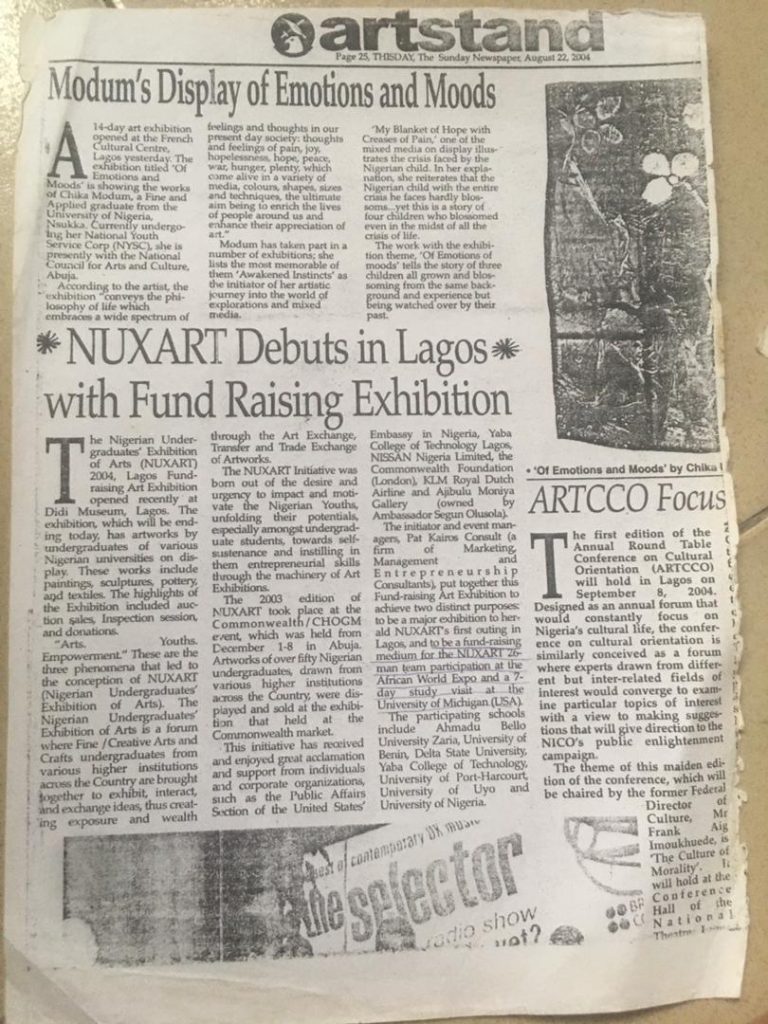 artstand
Page 25, THISDAY, The Sunday Newspaper, August 22, 2004
Modum's Display of Emotions and Moods
A 14-day art exhibition
opened at the French
Cultural Centre,
Lagos yesterday. The
exhibition titled 'Of
Emotions and
Moods' is showing the works
of Chika Modum, a Fine and
Applied graduate from the
University of Nigeria,
Nsukka. Currently undergo-
ing her National Youth
Service Corp (NYSC), she is
presently with the National
Council for Arts and Culture,
Abuja.
According to the artist, the
exhibition "conveys the phi-
losophy of life which
embraces a wide spectrum of
feelings and thoughts in our
present day society: thoughts
and feelings of pain, joy,
hopelessness, hope, peace,
war, hunger, plenty, which
come alive in a variety of
media, colours, shapes, sizes
and techniques, the ultimate
aim being to enrich the lives
of people around us and
enhance their appreciation of
art."
Modum has taken part in a
number of exhibitions; she
lists the most memorable of
them 'Awakened Instincts' as
the initiator of her artistic
journey into the world of
explorations and mixed
media.
'My Blanket of Hope with
Creases of Pain,' one of the
mixed media on display illus-
trates the crisis faced by the
Nigerian child. In her expla-
nation, she reiterates that the
Nigerian child with the entire
crisis he faces hardly blos-
soms...yet this is a story of
four children who blossomed
even in the midst of all the
crisis of life.
The work with the exhibi-
tion theme, 'Of Emotions of
moods' tells the story of three
children all grown and blos-
soming from the same back-
ground and experience but
being watched over by their
past.
• 'Of Emotions and Moods' by Chika
* NUXART Debuts in Lagos *
with Fund Raising Exhibition
The Nigerian Under-
graduates' Exhibition
of Arts (NUXART)
2004, Lagos Fund-
raising Art Exhibition
opened recently at
Didi Museum, Lagos. The
exhibition, which will be end-
ing today, has artworks by
undergraduates of various
Nigerian universities on dis-
play. These works include
paintings, sculptures, pottery,
and textiles. The highlights of
the Exhibition included auc-
tion sales, Inspection session,
and donations.
"Arts. Youths.
Empowerment." These are the
three phenomena that led to
the conception of NUXART
(Nigerian Undergraduates'
Exhibition of Arts). The
Nigerian Undergraduates'
Exhibition of Arts is a forum
where Fine /Creative Arts and
Crafts undergraduates from
various higher institutions
across the Country are brought
together to exhibit, interact,
and exchange ideas, thus creat-
ing exposure and wealth
through the Art Exchange,
Transfer and Trade Exchange
of Artworks.
The NUXART Initiative was
born out of the desire and
urgency to impact and moti-
vate the Nigerian Youths,
unfolding their potentials,
especially amongst undergrad-
uate students, towards self-
sustenance and instilling in
them entrepreneurial skills
through the machinery of Art
Exhibitions.
The 2003 edition of
NUXART took place at the
Commonwealth/CHOGM
event, which was held from
December 1-8 in Abuja.
Artworks of over fifty Nigerian
undergraduates, drawn from
various higher institutions
across the Country, were dis-
played and sold at the exhibi-
tion that held at the
Commonwealth market.
This initiative has received
and enjoyed great acclamation
and support from individuals
and corporate organizations,
such as the Public Affairs
Section of the United States'
Embassy in Nigeria, Yaba
College of Technology Lagos,
NISSAN Nigeria Limited, the
Commonwealth Foundation
(London), KLM Royal Dutch
Airline and Ajibulu Moniya
Gallery (owned by
Ambassador Segun Olusola).
The initiator and event man-
agers, Pat Kairos Consult (a
firm of Marketing,
Management and
Entrepreneurship
Consultants), put together this
Fund-raising Art Exhibition to
achieve two distinct purposes:
to be a major exhibition to her-
ald NUXART's first outing in
Lagos, and to be a fund-raising
medium for the NUXART 26-
man team participation at the
African World Expo and a 7-
day study visit at the
University of Michigan (USA).
The participating schools
include Ahmadu Bello
University Zaria, University of
Benin, Delta State University,
Yaba College of Technology,
University of Port-Harcourt,
University of Uyo and
University of Nigeria.
ARTCCO Focus
The first edition of the
Annual Round Table
Conference on Cultural
Orientation (ARTCCO)
will hold in Lagos on
September 8, 2004.
Designed as an annual forum that
would constantly focus on
Nigeria's cultural life, the confer-
ence on cultural orientation is
similarly conceived as a forum
where experts drawn from differ-
ent but inter-related fields of
interest would converge to exam-
ine particular topics of interest
with a view to making sugges-
tions that will give direction to the
NICO's public enlightenment
campaign.
The theme of this maiden edi-
tion of the conference, which will
be chaired by the former Federal
Director of
Culture, Mr
Frank Aig
Imoukhuede, is
'The Culture of
Morality'. It
will hold at the
Conference
Hall of the
National
Theatre,
of contemporary UK music
the selector
radio show
yet?